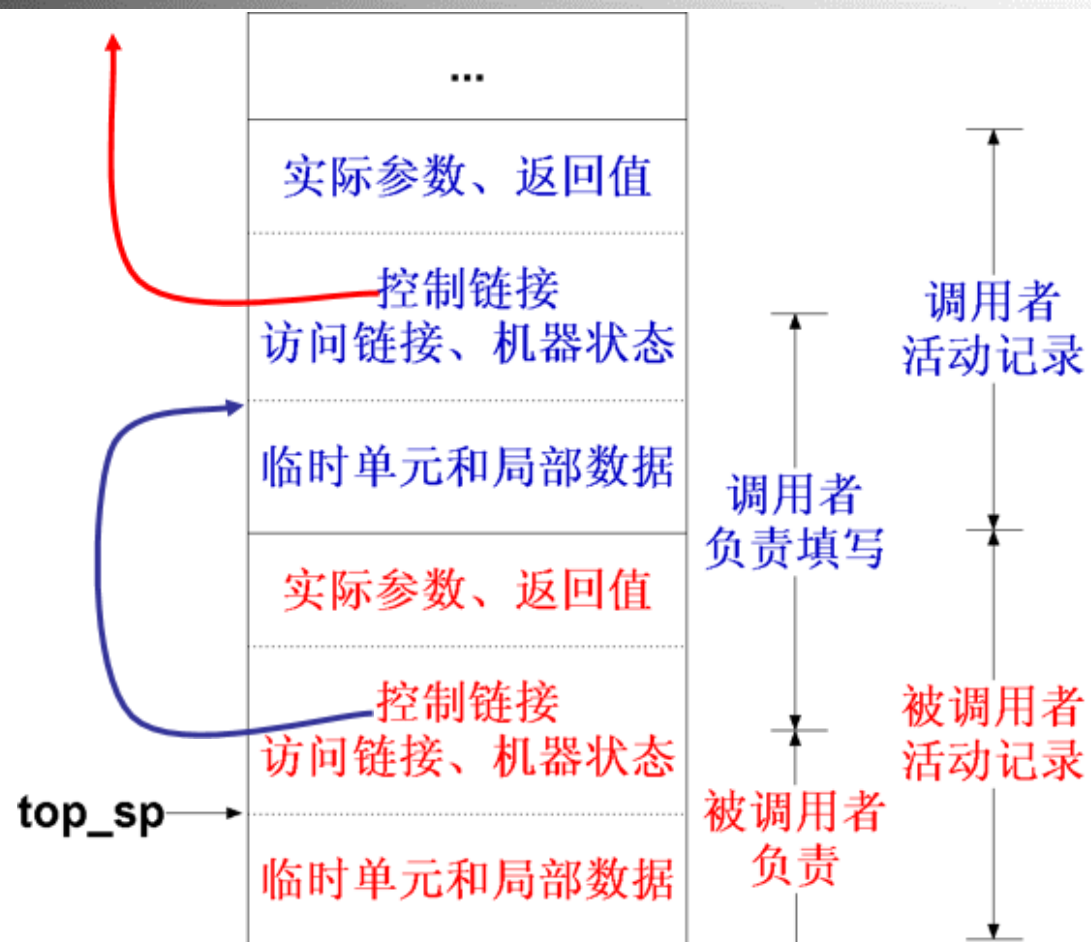 ...
实际参数、返回值
控制链接
访问链接、机器状态
临时单元和局部数据
实际参数、返回值
控制链接
访问链接、机器状态
临时单元和局部数据
top_sp
调用者
负责填写
被调用者
负责
调用者
活动记录
被调用者
活动记录